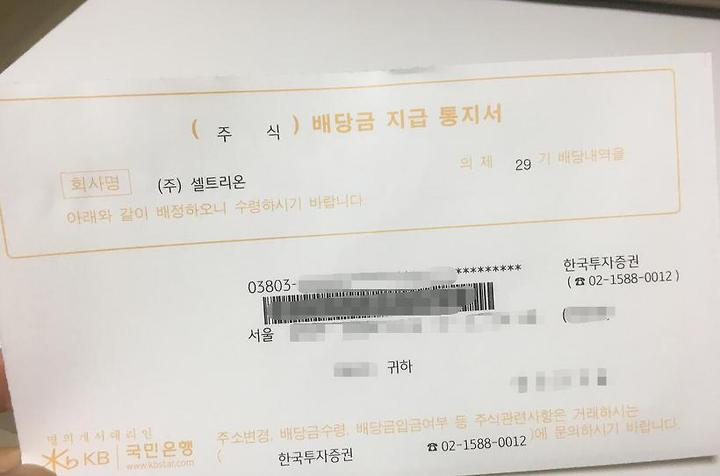 ( 주 식 ) 배당금 지급 통지서
회사명 (주) 셀트리온 의 제 29 기 배당내역을
아래와 같이 배정하오니 수령하시기 바랍니다.
03803- **********
한국투자증권
(☎02-1588-0012)
서울
귀하
명의개서대리인
KB 국민은행
www.kbstar.com
주소변경, 배당금수령, 배당금입금여부 등 주식관련사항은 거래하시는
( 한국투자증권 ☎02-1588-0012 )에 문의하시기 바랍니다.